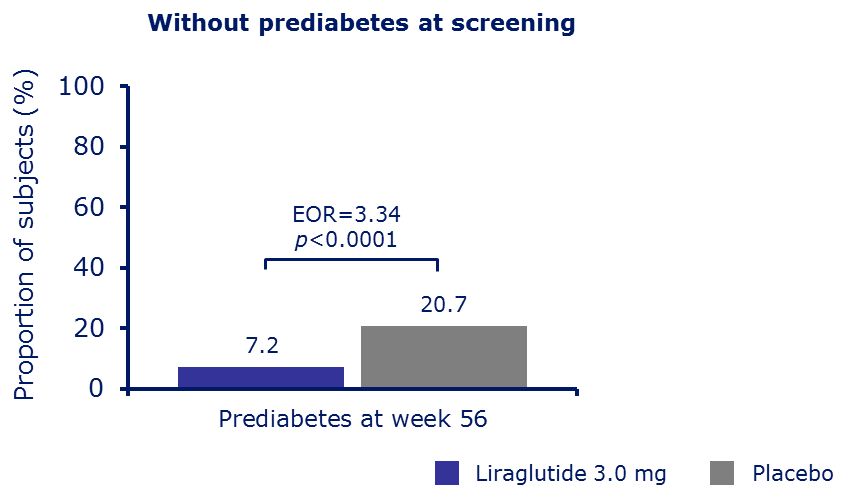 Without prediabetes at screening
Proportion of subjects (%)
100
80
60
40
20
0
EOR=3.34
p<0.0001
7.2
20.7
Prediabetes at week 56
Liraglutide 3.0 mg
Placebo